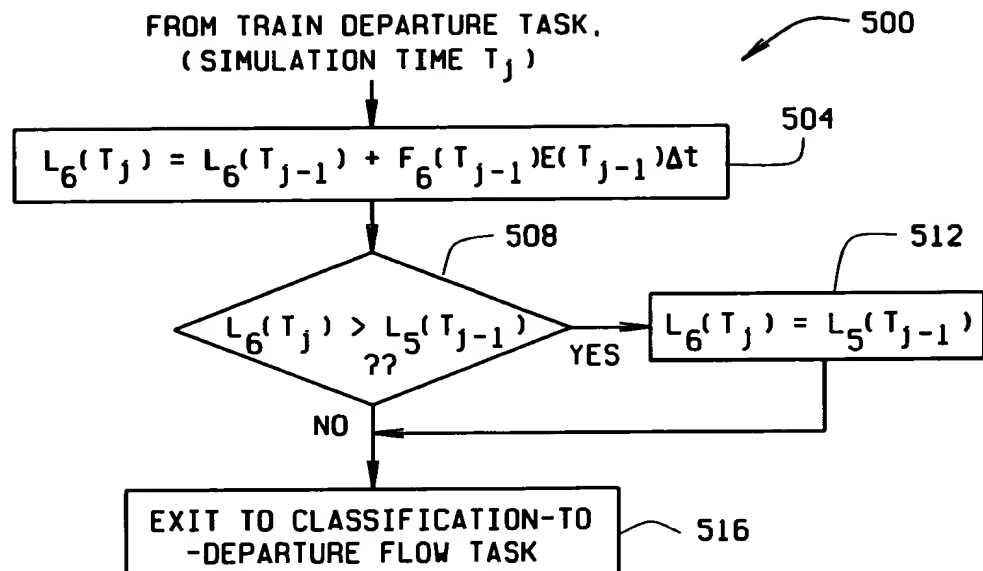 FROM TRAIN DEPARTURE TASK,
(SIMULATION TIME Tj)
500
504
L6(Tj) = L6(Tj-1) + F6(Tj-1)E(Tj-1)Δt
508
512
L6(Tj) > L5(Tj-1)
??
YES
L6(Tj) = L5(Tj-1)
NO
EXIT TO CLASSIFICATION-TO
-DEPARTURE FLOW TASK
516